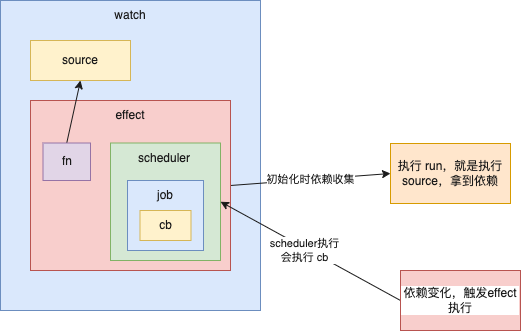 watch
source
effect
fn
scheduler
job
cb
初始化时依赖收集
执行 run，就是执行
source，拿到依赖
scheduler执行
会执行 cb
依赖变化，触发effect
执行